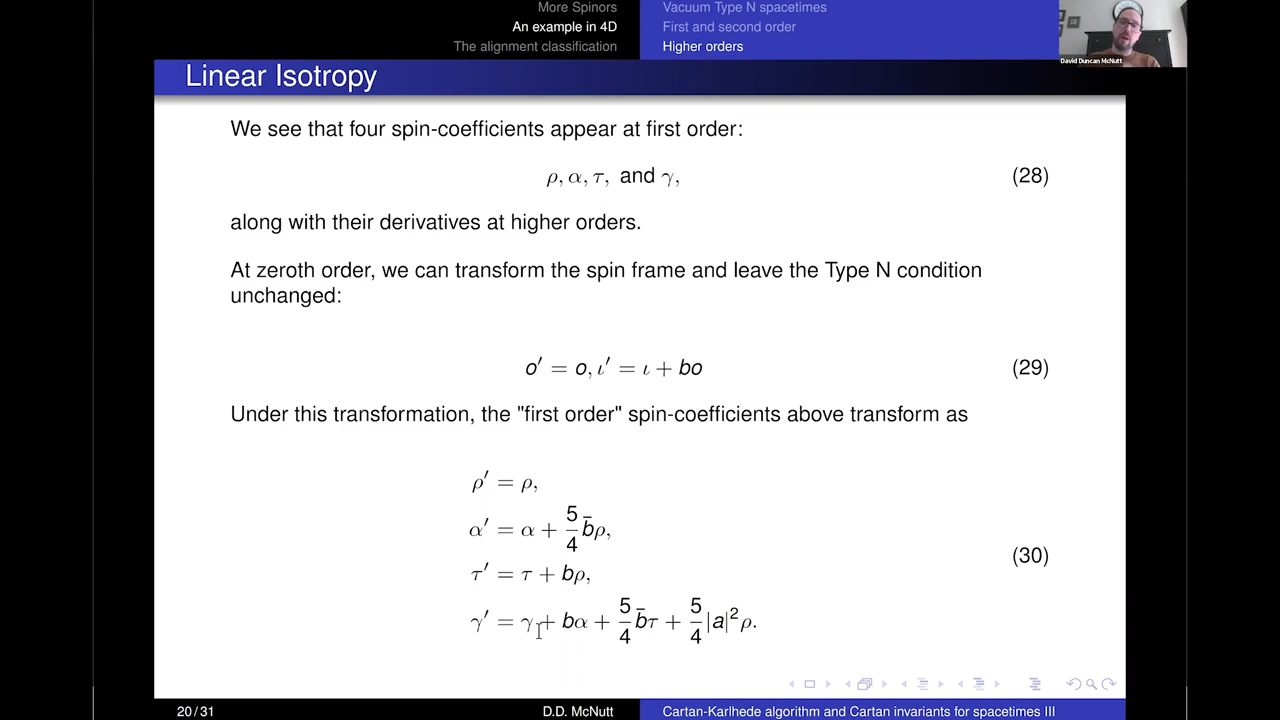 More Spinors
An example in 4D
The alignment classification
Vacuum Type N spacetimes
First and second order
Higher orders
David Duncan McNutt
Linear Isotropy
We see that four spin-coefficients appear at first order:
ρ, α, τ, and γ, (28)
along with their derivatives at higher orders.
At zeroth order, we can transform the spin frame and leave the Type N condition
unchanged:
o′ = o, ι′ = ι + bo (29)
Under this transformation, the "first order" spin-coefficients above transform as
ρ′ = ρ,
α′ = α + 5/4 b̄ρ,
τ′ = τ + bρ,
γ′ = γ + bα + 5/4 b̄τ + 5/4 |a|²ρ.
(30)
20/31 D.D. McNutt Cartan-Karlhede algorithm and Cartan invariants for spacetimes III